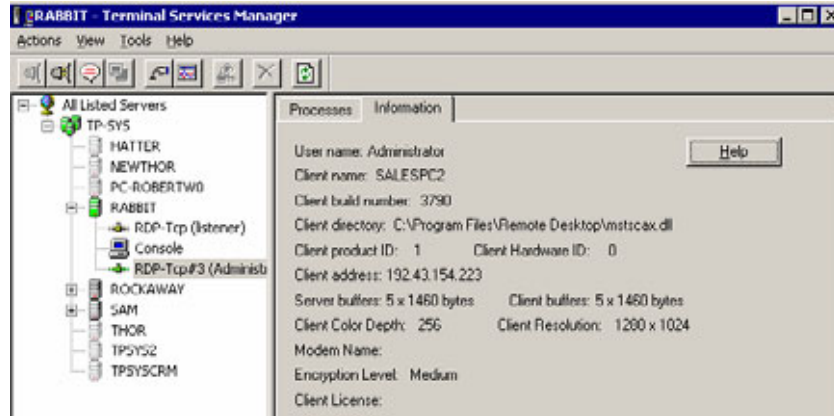 RABBIT - Terminal Services Manager
Actions View Tools Help
All Listed Servers
TP-SYS
HATTER
NEWTHOR
PC-ROBERTW0
RABBIT
RDP-Tcp (listener)
Console
RDP-Tcp#3 (Administ
ROCKAWAY
SAM
THOR
TPSYS2
TPSYSCRM
Processes Information
User name: Administrator
Help
Client name: SALESPC2
Client build number: 3790
Client directory: C:\Program Files\Remote Desktop\mstscax.dll
Client product ID: 1 Client Hardware ID: 0
Client address: 192.43.154.223
Server buffers: 5 x 1460 bytes Client buffers: 5 x 1460 bytes
Client Color Depth: 256 Client Resolution: 1280 x 1024
Modem Name:
Encryption Level: Medium
Client License: